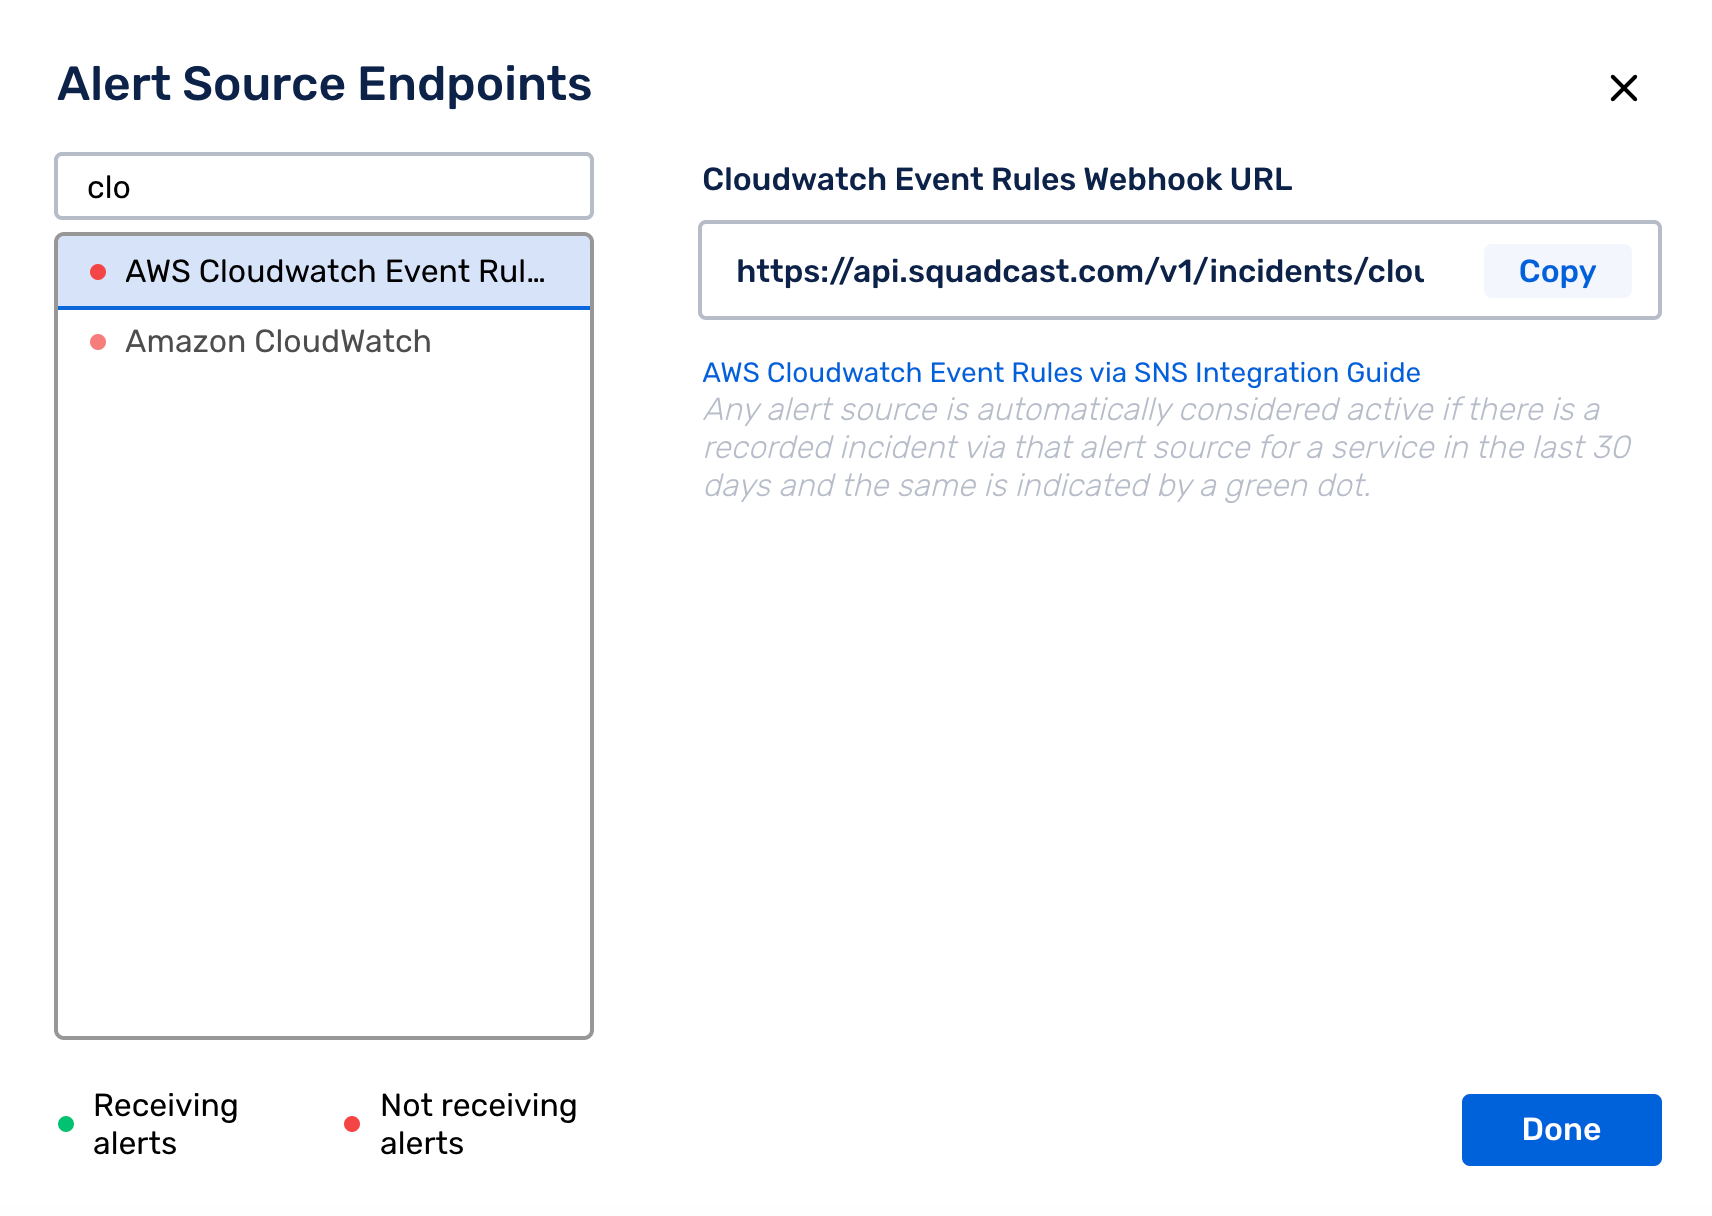 Alert Source Endpoints
clo
AWS Cloudwatch Event Rul...
Amazon CloudWatch
Cloudwatch Event Rules Webhook URL
https://api.squadcast.com/v1/incidents/clou
Copy
AWS Cloudwatch Event Rules via SNS Integration Guide
Any alert source is automatically considered active if there is a
recorded incident via that alert source for a service in the last 30
days and the same is indicated by a green dot.
Receiving
alerts
Not receiving
alerts
Done